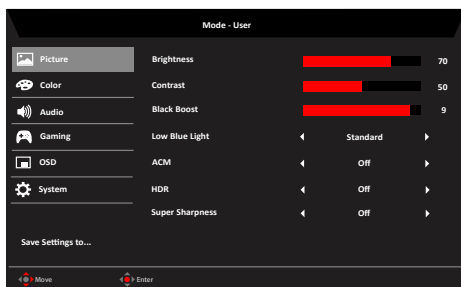 Mode - User
Picture
Brightness 70
Color
Contrast 50
Audio
Black Boost 9
Gaming
Low Blue Light Standard
OSD
ACM Off
System
HDR Off
Super Sharpness Off
Save Settings to...
Move Enter